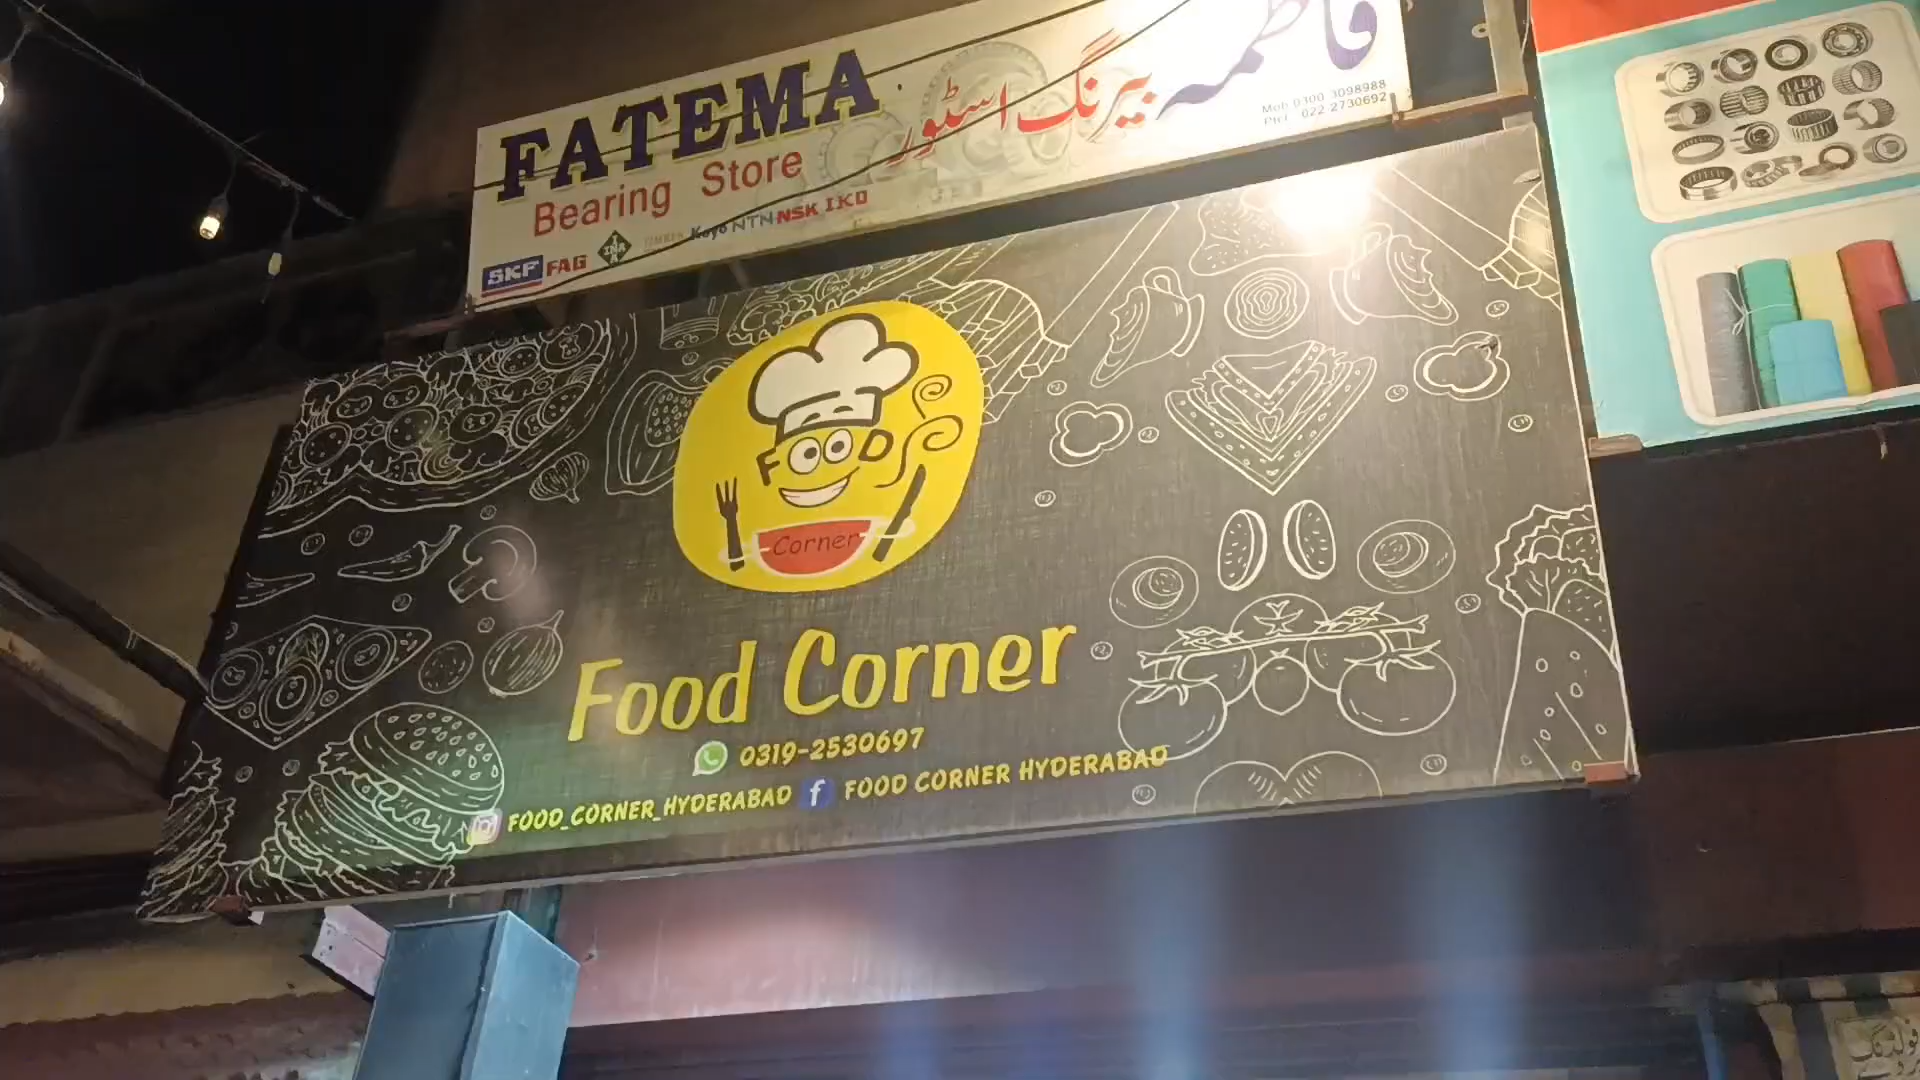 FATEMA
فاطمہ بیرنگ اسٹور
Bearing Store
Mob 0300 3098988
022-2730692
SKF FAG INA Koyo NTN NSK IKO
FOOD
Corner
Food Corner
0319-2530697
FOOD_CORNER_HYDERABAD f FOOD CORNER HYDERABAD